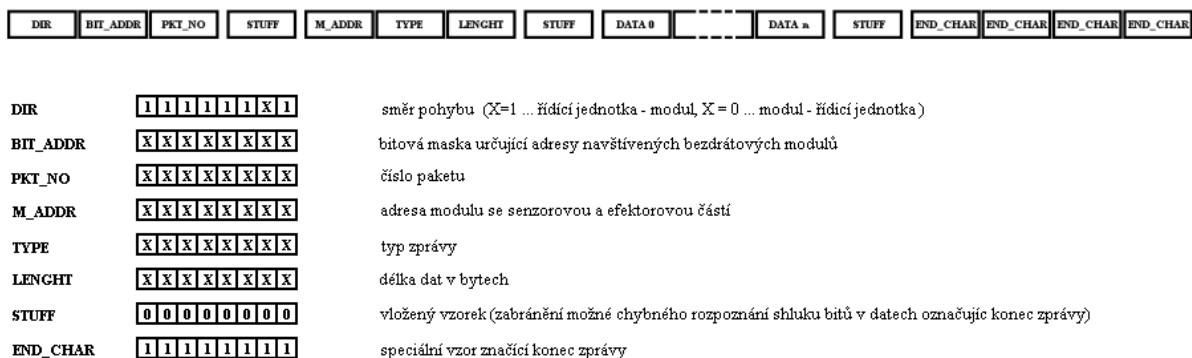 DIR BIT_ADDR PKT_NO STUFF M_ADDR TYPE LENGHT STUFF DATA 0 DATA n STUFF END_CHAR END_CHAR END_CHAR END_CHAR
DIR 1 1 1 1 1 1 X 1 směr pohybu (X=1 ... řídící jednotka - modul, X = 0 ... modul - řídicí jednotka)
BIT_ADDR X X X X X X X X bitová maska určující adresy navštívených bezdrátových modulů
PKT_NO X X X X X X X X číslo paketu
M_ADDR X X X X X X X X adresa modulu se senzorovou a efektorovou částí
TYPE X X X X X X X X typ zprávy
LENGHT X X X X X X X X délka dat v bytech
STUFF 0 0 0 0 0 0 0 0 vložený vzorek (zabránění možné chybného rozpoznání shluku bitů v datech označujíc konec zprávy)
END_CHAR 1 1 1 1 1 1 1 1 speciální vzor značící konec zprávy